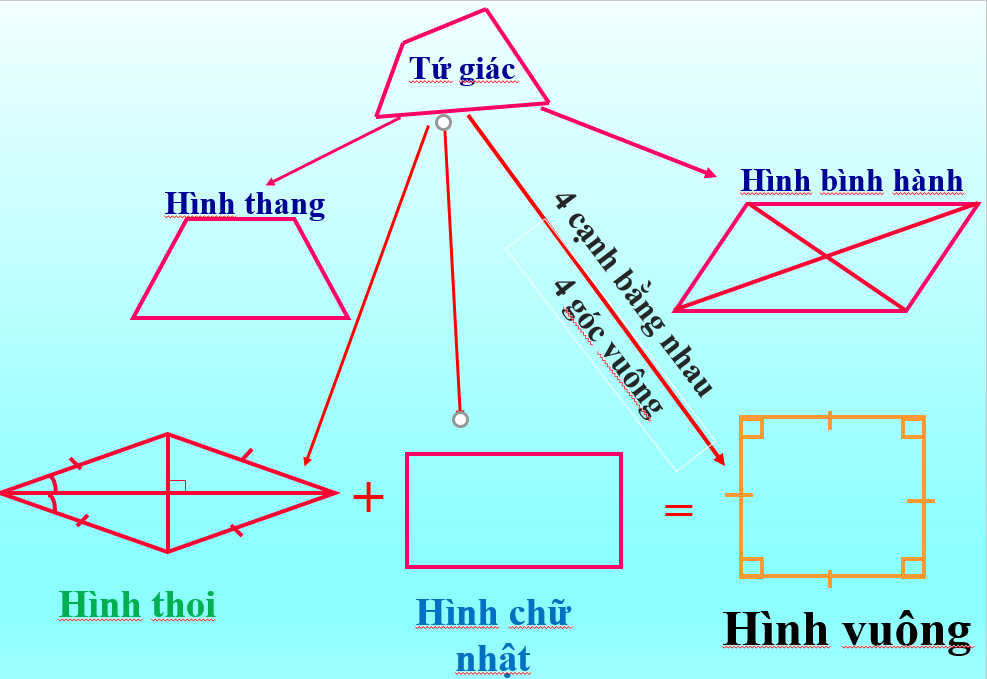 Tứ giác
Hình thang
Hình bình hành
4 cạnh bằng nhau
4 góc vuông
+
=
Hình thoi
Hình chữ
nhật
Hình vuông